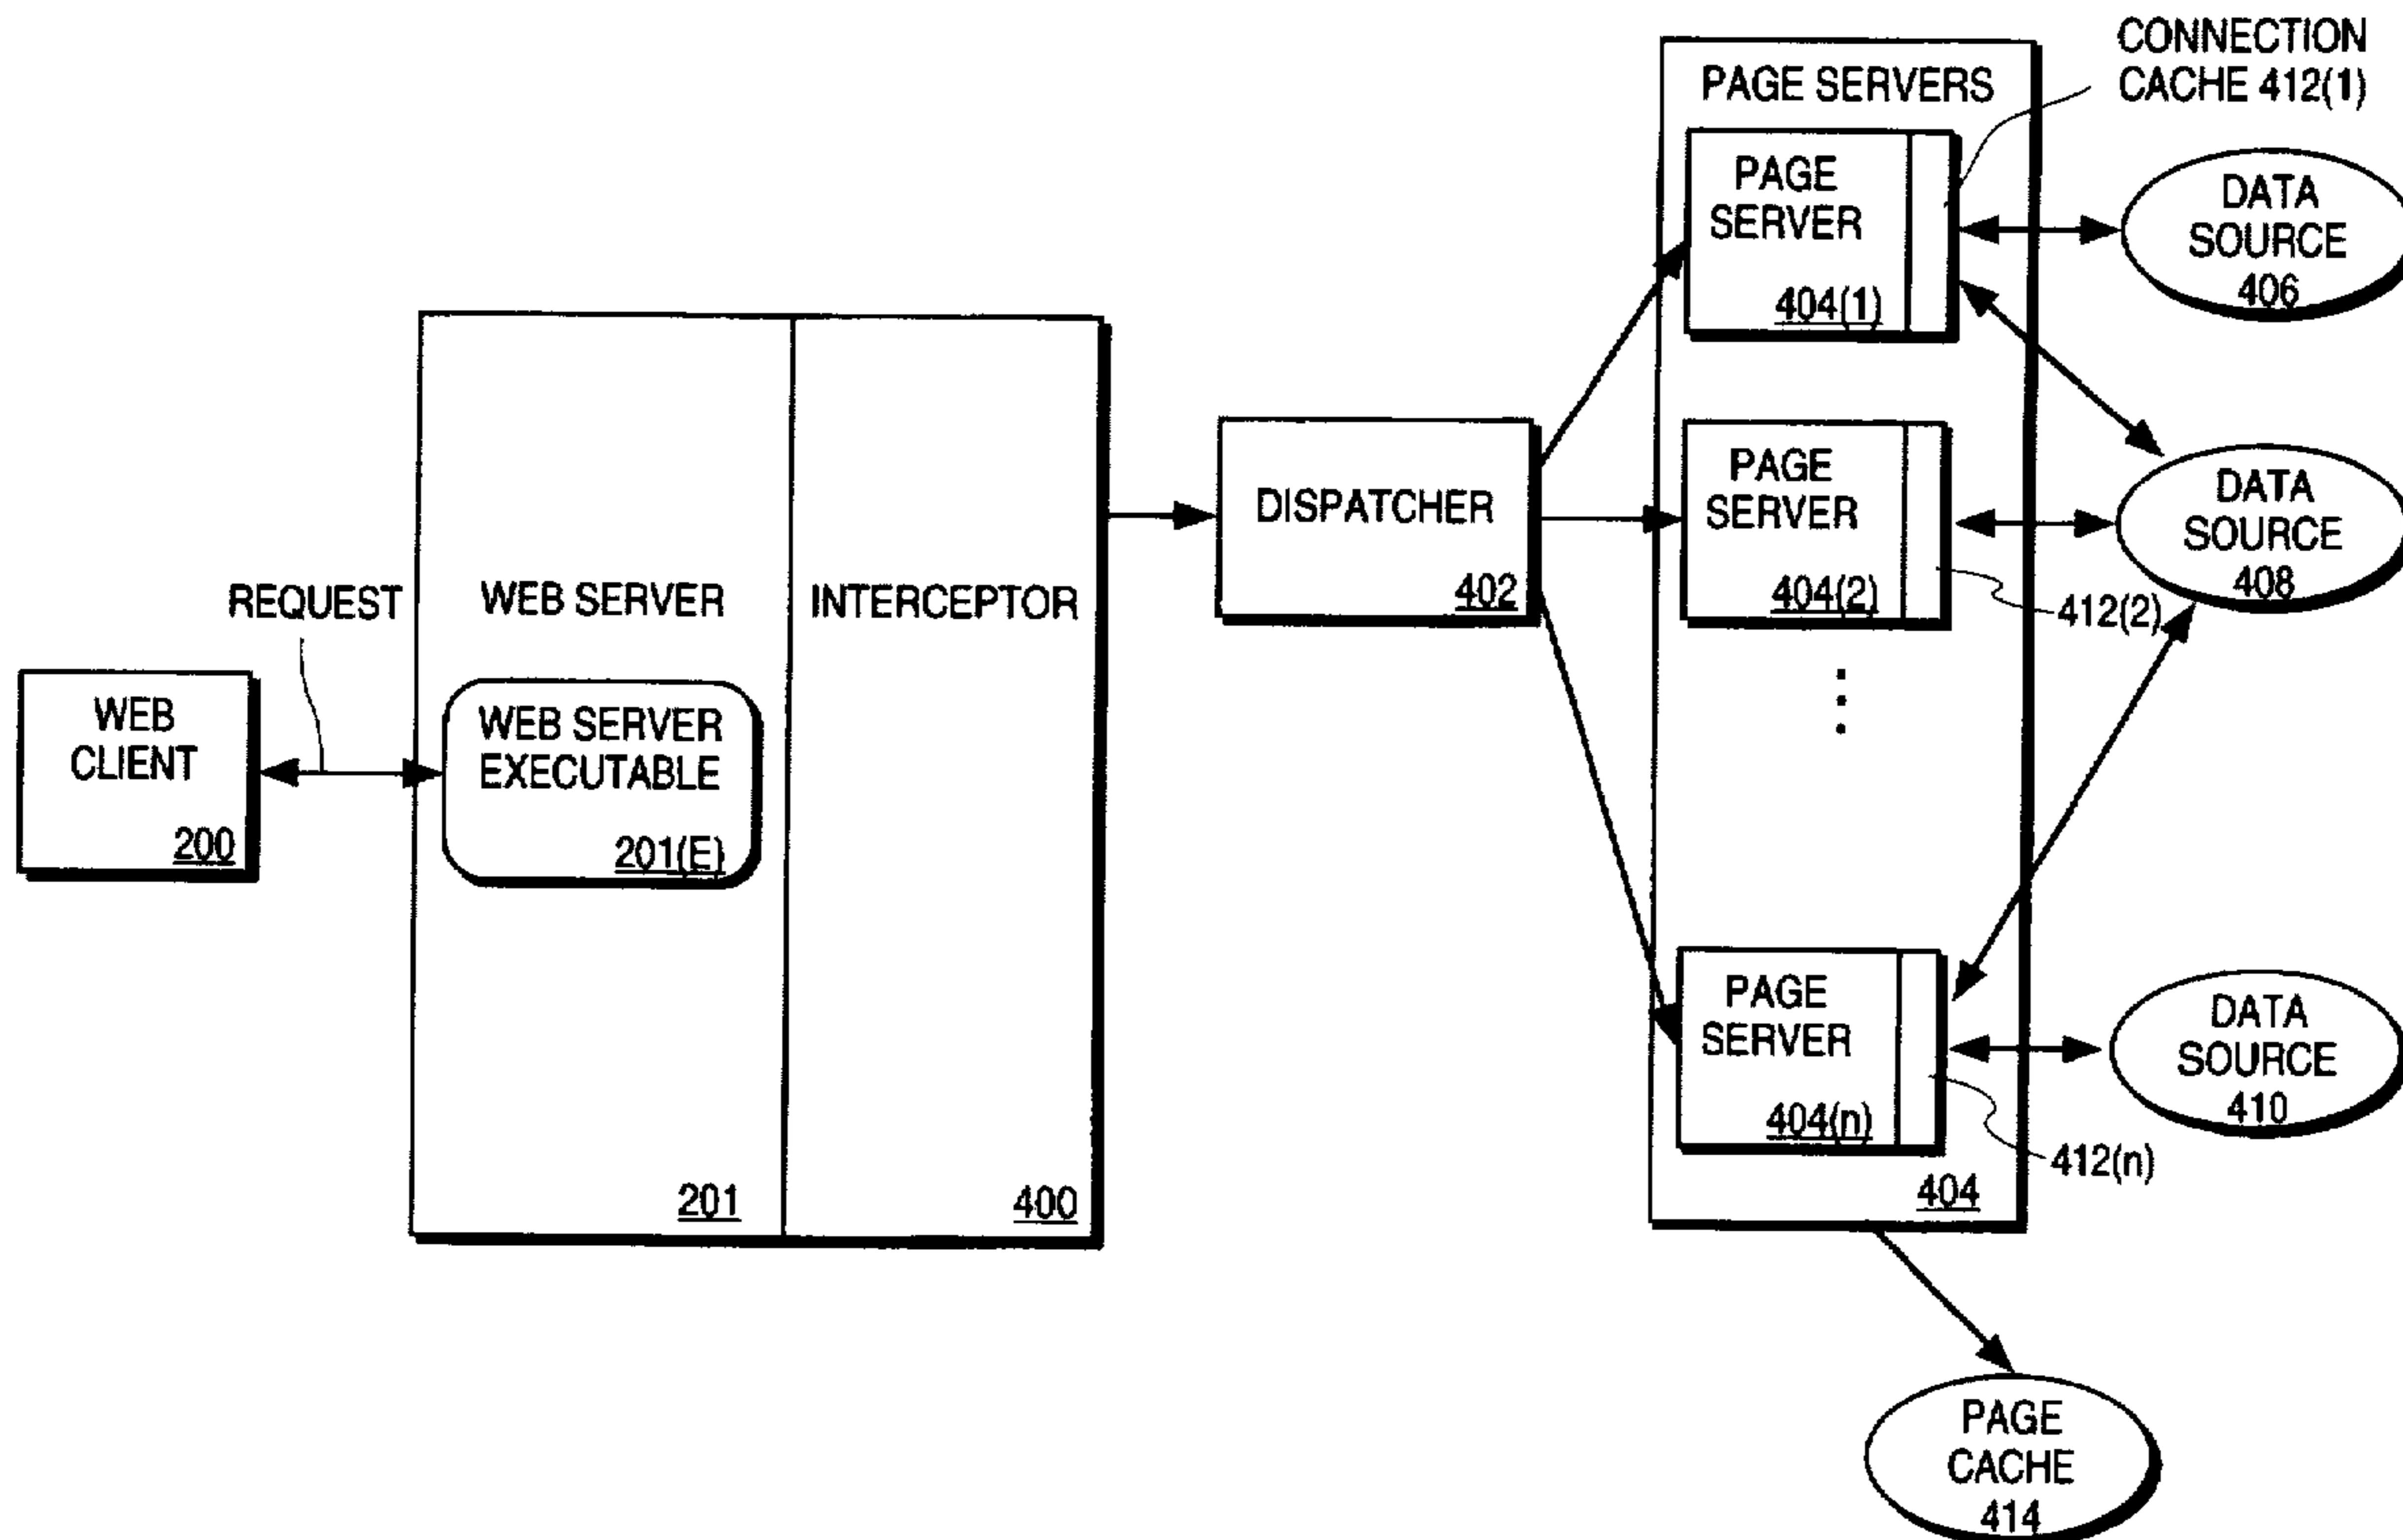 CONNECTION
CACHE 412(1)
PAGE SERVERS
PAGE
SERVER
404(1)
DATA
SOURCE
406
REQUEST
WEB SERVER
INTERCEPTOR
DISPATCHER
402
PAGE
SERVER
404(2)
412(2)
DATA
SOURCE
408
WEB
CLIENT
200
WEB SERVER
EXECUTABLE
201(E)
201
400
PAGE
SERVER
404(n)
412(n)
404
DATA
SOURCE
410
PAGE
CACHE
414